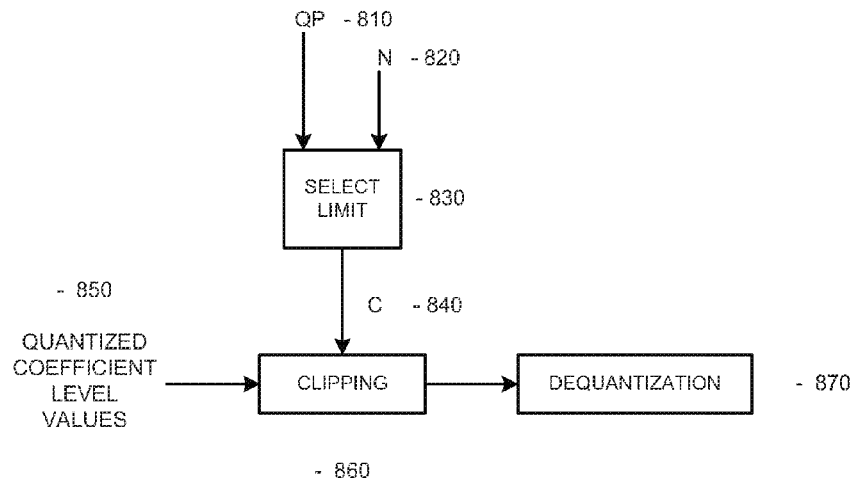 QP - 810
N - 820
SELECT
LIMIT
- 830
- 850
C - 840
QUANTIZED
COEFFICIENT
LEVEL
VALUES
CLIPPING
DEQUANTIZATION
- 870
- 860